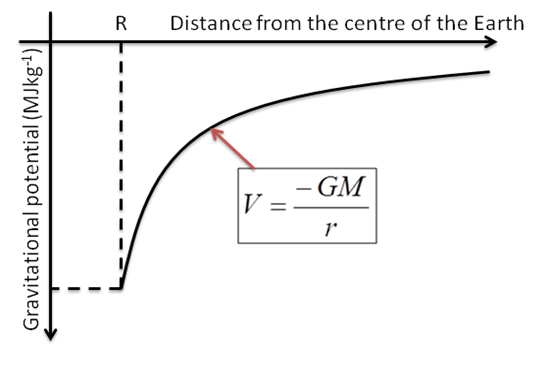 R
Distance from the centre of the Earth
Gravitational potential (MJkg⁻¹)
V = −GM / r